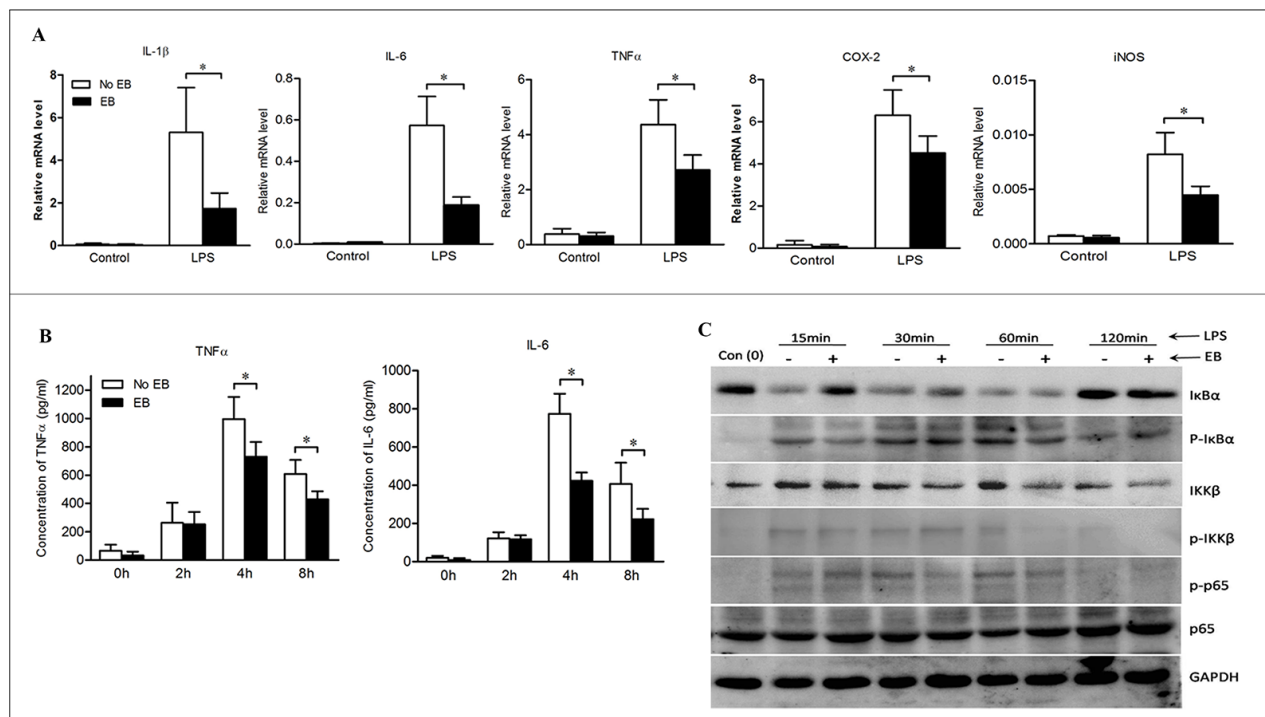 A
IL-1β
Relative mRNA level
8
6
4
2
0
No EB
EB
*
Control
LPS
IL-6
Relative mRNA level
0.8
0.6
0.4
0.2
0.0
*
Control
LPS
TNFα
Relative mRNA level
6
4
2
0
*
Control
LPS
COX-2
Relative mRNA level
8
6
4
2
0
*
Control
LPS
iNOS
Relative mRNA level
0.015
0.010
0.005
0.000
*
Control
LPS
B
TNFα
Concentration of TNFα (pg/ml)
1200
1000
800
600
400
200
0
No EB
EB
*
*
0h
2h
4h
8h
IL-6
Concentration of IL-6 (pg/ml)
1000
800
600
400
200
0
*
*
0h
2h
4h
8h
C
15min 30min 60min 120min ← LPS
Con (0) - + - + - + - + ← EB
IκBα
P-IκBα
IKKβ
p-IKKβ
p-p65
p65
GAPDH